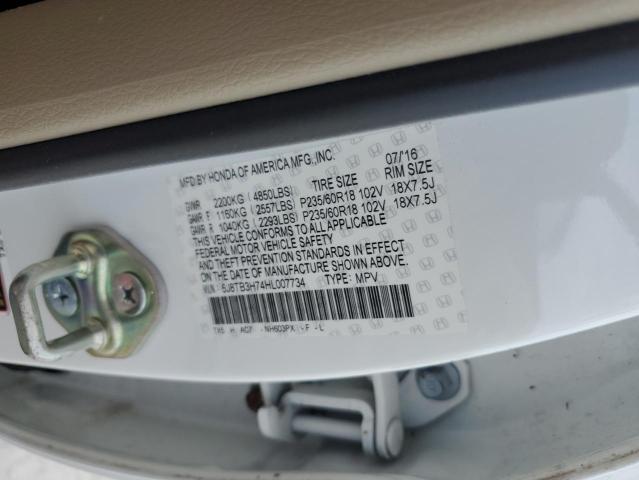 MFD BY HONDA OF AMERICA MFG.,INC. 07/'16
GVWR 2200KG (4850LBS) TIRE SIZE RIM SIZE
GAWR F 1160KG (2557LBS) P235/60R18 102V 18X7.5J
GAWR R 1040KG (2293LBS) P235/60R18 102V 18X7.5J
THIS VEHICLE CONFORMS TO ALL APPLICABLE
FEDERAL MOTOR VEHICLE SAFETY
AND THEFT PREVENTION STANDARDS IN EFFECT
ON THE DATE OF MANUFACTURE SHOWN ABOVE.
V.I.N.: 5J8TB3H74HL007734 TYPE: MPV
NH603PX -F -L